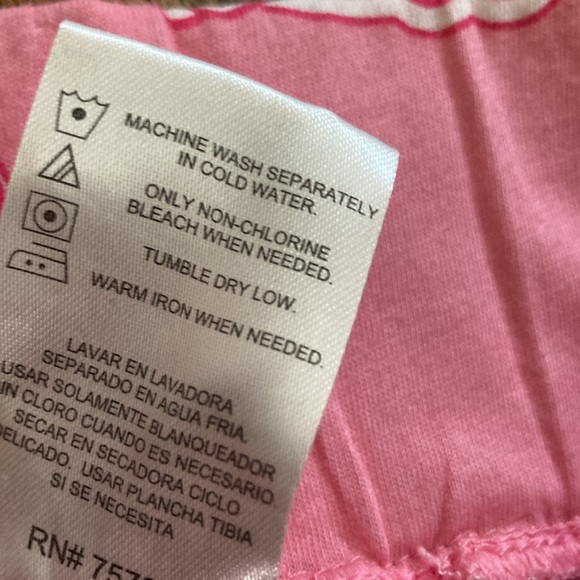 MACHINE WASH SEPARATELY
IN COLD WATER.
ONLY NON-CHLORINE
BLEACH WHEN NEEDED.
TUMBLE DRY LOW.
WARM IRON WHEN NEEDED.
LAVAR EN LAVADORA
SEPARADO EN AGUA FRIA.
USAR SOLAMENTE BLANQUEADOR
IN CLORO CUANDO ES NECESARIO
SECAR EN SECADORA CICLO
DELICADO. USAR PLANCHA TIBIA
SI SE NECESITA
RN# 757